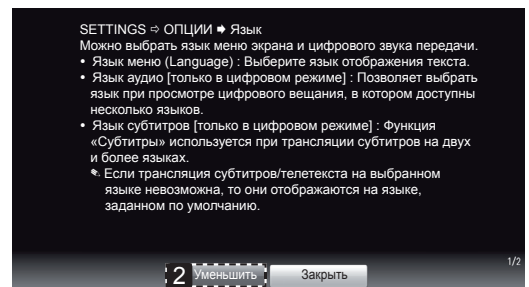 SETTINGS ⇨ ОПЦИИ ➧ Язык
Можно выбрать язык меню экрана и цифрового звука передачи.
• Язык меню (Language) : Выберите язык отображения текста.
• Язык аудио [только в цифровом режиме] : Позволяет выбрать
язык при просмотре цифрового вещания, в котором доступны
несколько языков.
• Язык субтитров [только в цифровом режиме] : Функция
«Субтитры» используется при трансляции субтитров на двух
и более языках.
✎ Если трансляция субтитров/телетекста на выбранном
языке невозможна, то они отображаются на языке,
заданном по умолчанию.
1/2
2 Уменьшить Закрыть